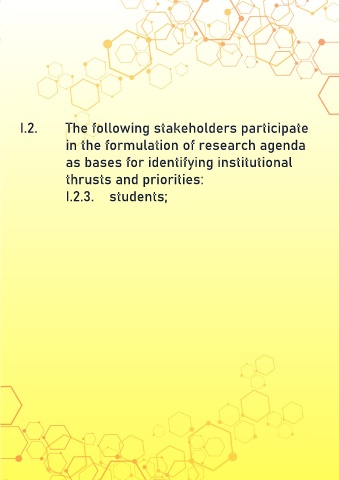 I.2. The following stakeholders participate
in the formulation of research agenda
as bases for identifying institutional
thrusts and priorities:
I.2.3. students;